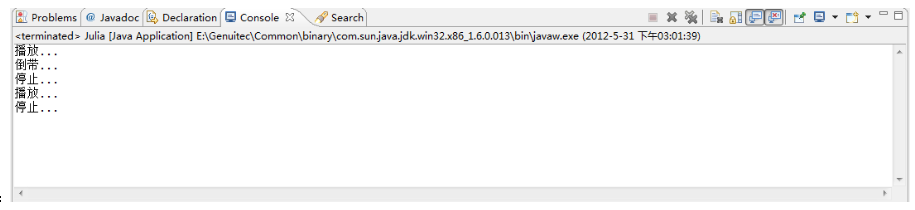 Problems @ Javadoc Declaration Console Search
<terminated> Julia [Java Application] E:\Genuitec\Common\binary\com.sun.java.jdk.win32.x86_1.6.0.013\bin\javaw.exe (2012-5-31 下午03:01:39)
播放...
倒带...
停止...
播放...
停止...